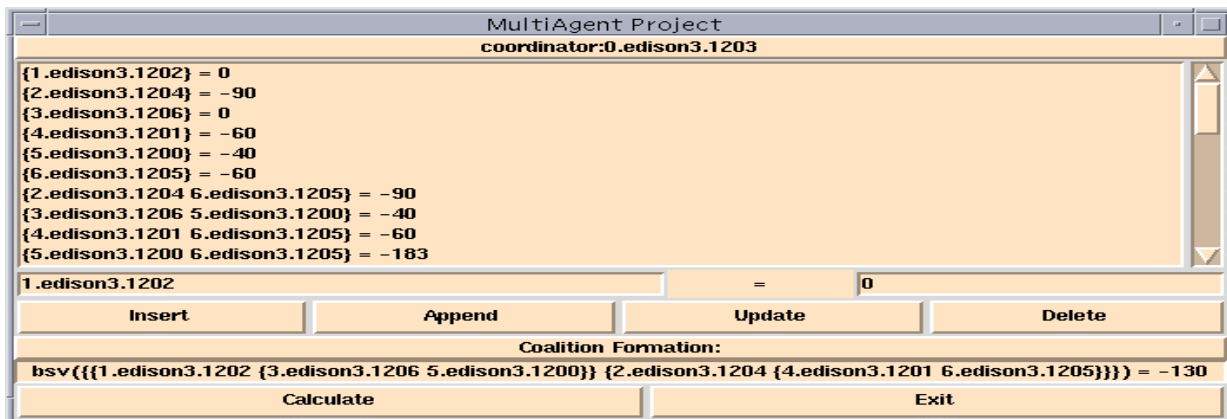 MultiAgent Project
coordinator:0.edison3.1203
{1.edison3.1202} = 0
{2.edison3.1204} = -90
{3.edison3.1206} = 0
{4.edison3.1201} = -60
{5.edison3.1200} = -40
{6.edison3.1205} = -60
{2.edison3.1204 6.edison3.1205} = -90
{3.edison3.1206 5.edison3.1200} = -40
{4.edison3.1201 6.edison3.1205} = -60
{5.edison3.1200 6.edison3.1205} = -183
1.edison3.1202 = 0
Insert Append Update Delete
Coalition Formation:
bsv({{1.edison3.1202 {3.edison3.1206 5.edison3.1200}} {2.edison3.1204 {4.edison3.1201 6.edison3.1205}}}) = -130
Calculate Exit